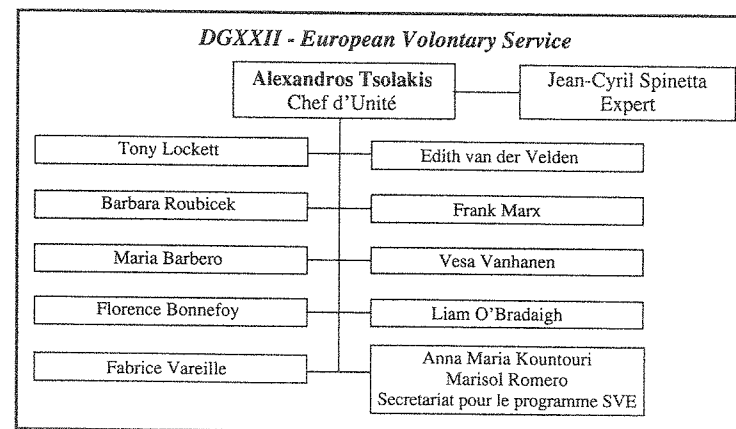 DGXXII - European Volontary Service
Alexandros Tsolakis
Chef d'Unité
Jean-Cyril Spinetta
Expert
Tony Lockett
Edith van der Velden
Barbara Roubicek
Frank Marx
Maria Barbero
Vesa Vanhanen
Florence Bonnefoy
Liam O'Bradaigh
Fabrice Vareille
Anna Maria Kountouri
Marisol Romero
Secretariat pour le programme SVE